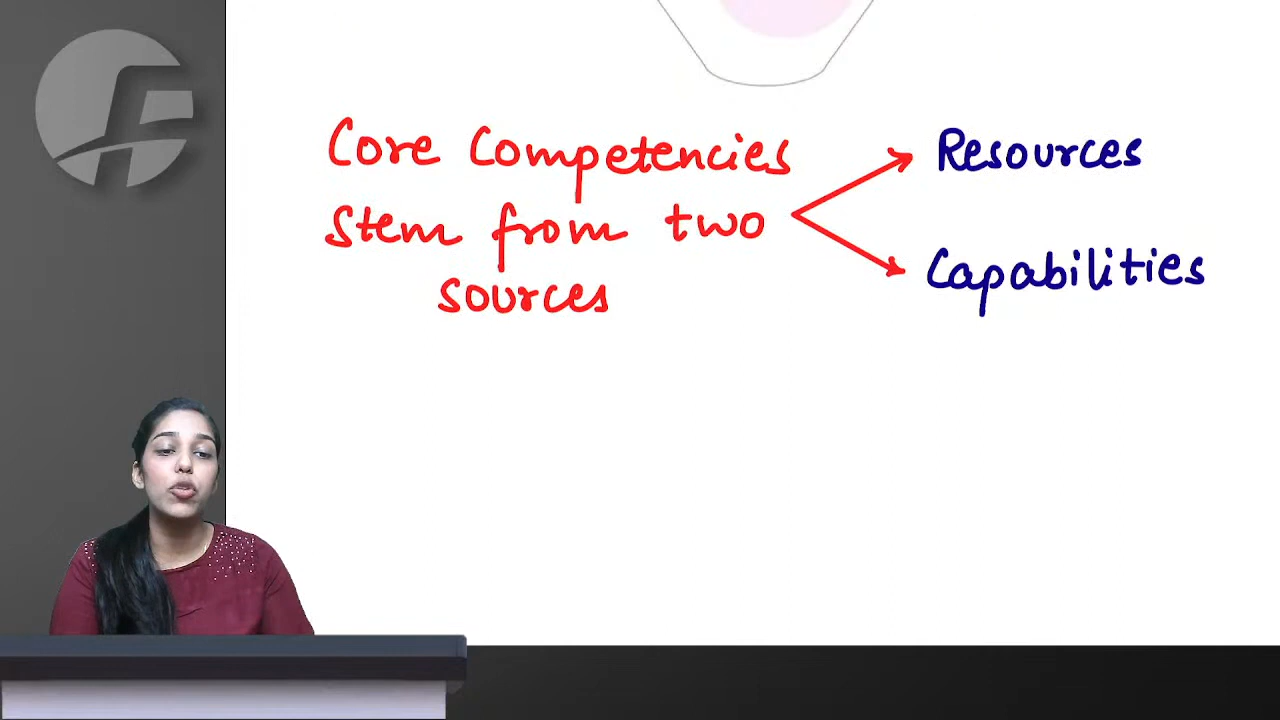 Core Competencies
Stem from two
sources
Resources
Capabilities